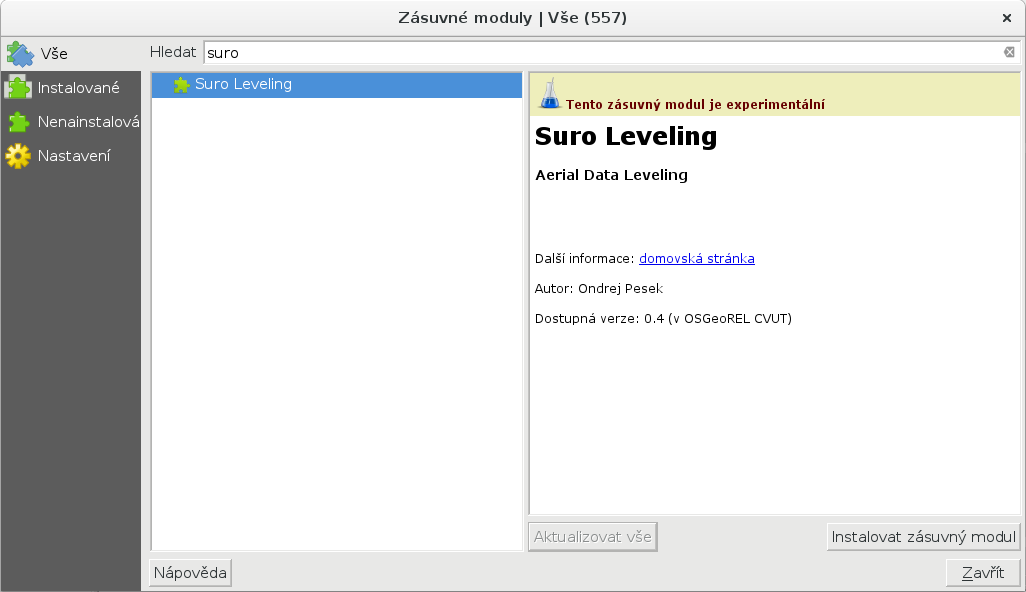 Zásuvné moduly | Vše (557)
Vše
Instalované
Nenainstalová
Nastavení
Hledat suro
Suro Leveling
Tento zásuvný modul je experimentální
Suro Leveling
Aerial Data Leveling
Další informace: domovská stránka
Autor: Ondrej Pesek
Dostupná verze: 0.4 (v OSGeoREL CVUT)
Aktualizovat vše
Instalovat zásuvný modul
Nápověda
Zavřít